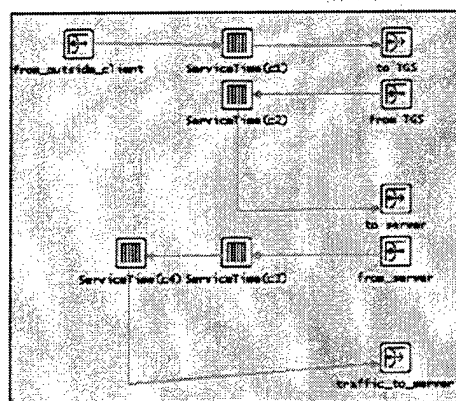 from_outside_client ServiceTime(c1) to TGS
ServiceTime(c2) from TGS
to server
ServiceTime(c4) ServiceTime(c3) from_server
traffic_to_server